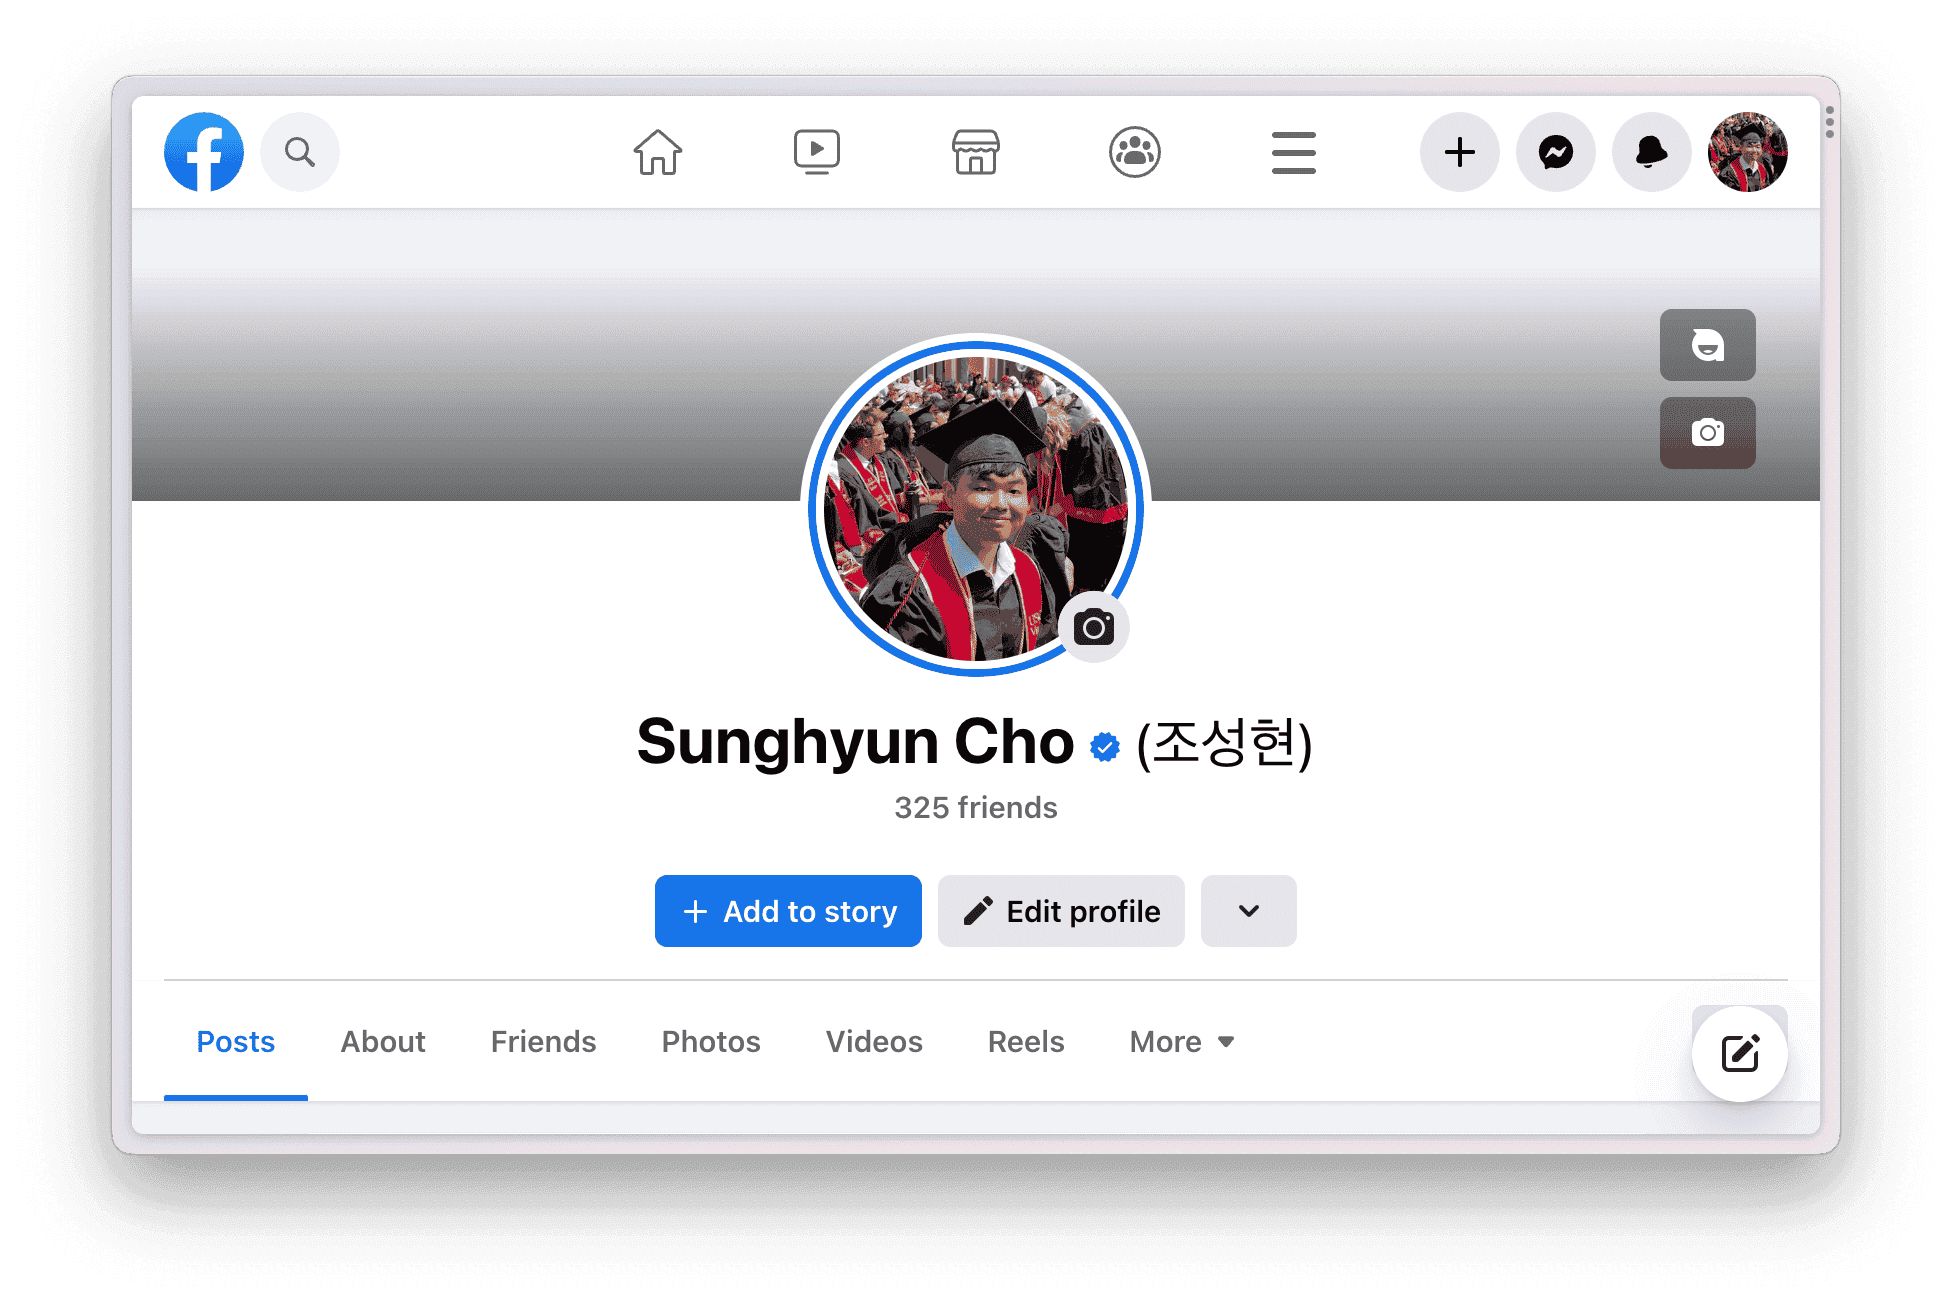 Sunghyun Cho (조성현)
325 friends
Add to story
Edit profile
Posts
About
Friends
Photos
Videos
Reels
More